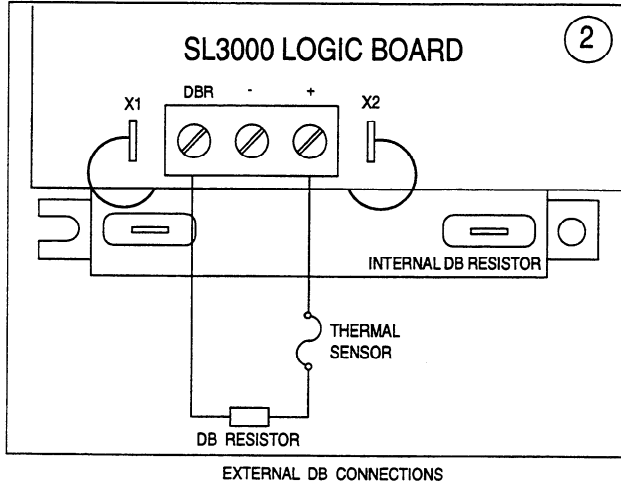 2
SL3000 LOGIC BOARD
DBR - +
X1 X2
INTERNAL DB RESISTOR
THERMAL
SENSOR
DB RESISTOR
EXTERNAL DB CONNECTIONS